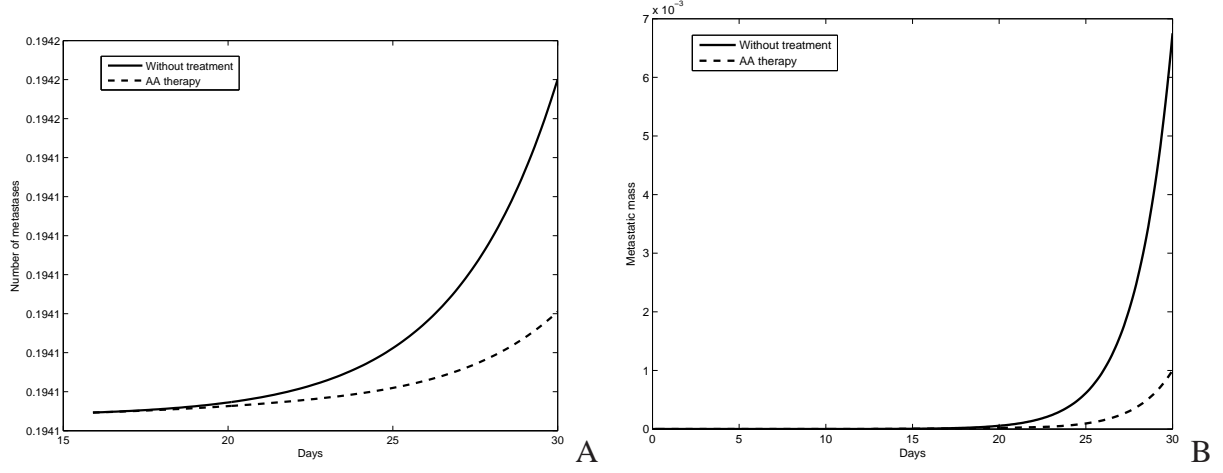 0.1942
0.1942
0.1942
0.1941
0.1941
0.1941
0.1941
0.1941
0.1941
0.1941
0.1941
Number of metastases
Without treatment
AA therapy
15 20 25 30
Days
A
x 10⁻³
7
6
5
4
3
2
1
0
Metastatic mass
Without treatment
AA therapy
0 5 10 15 20 25 30
Days
B